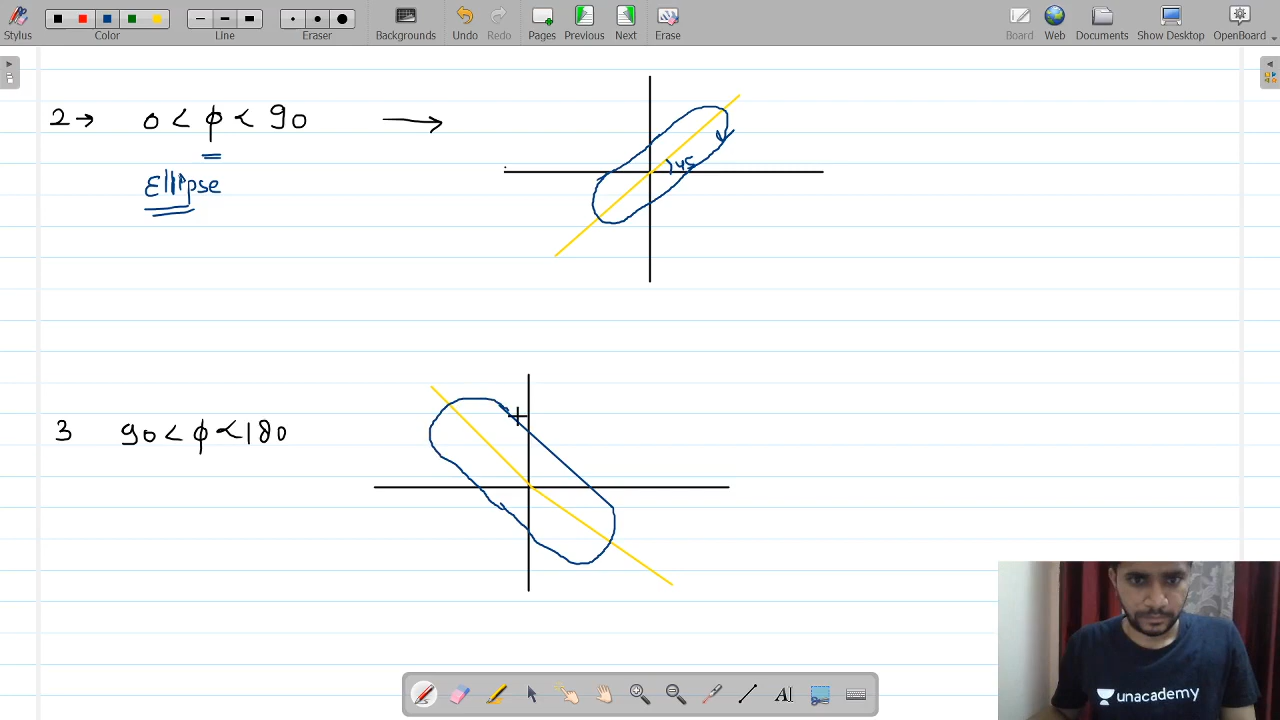 Stylus
Color
Line
Eraser
Backgrounds
Undo
Redo
Pages
Previous
Next
Erase
Board
Web
Documents
Show Desktop
OpenBoard
2 → 0 < ϕ < 90 →
Ellipse
45
3 90 < ϕ < 180
unacademy